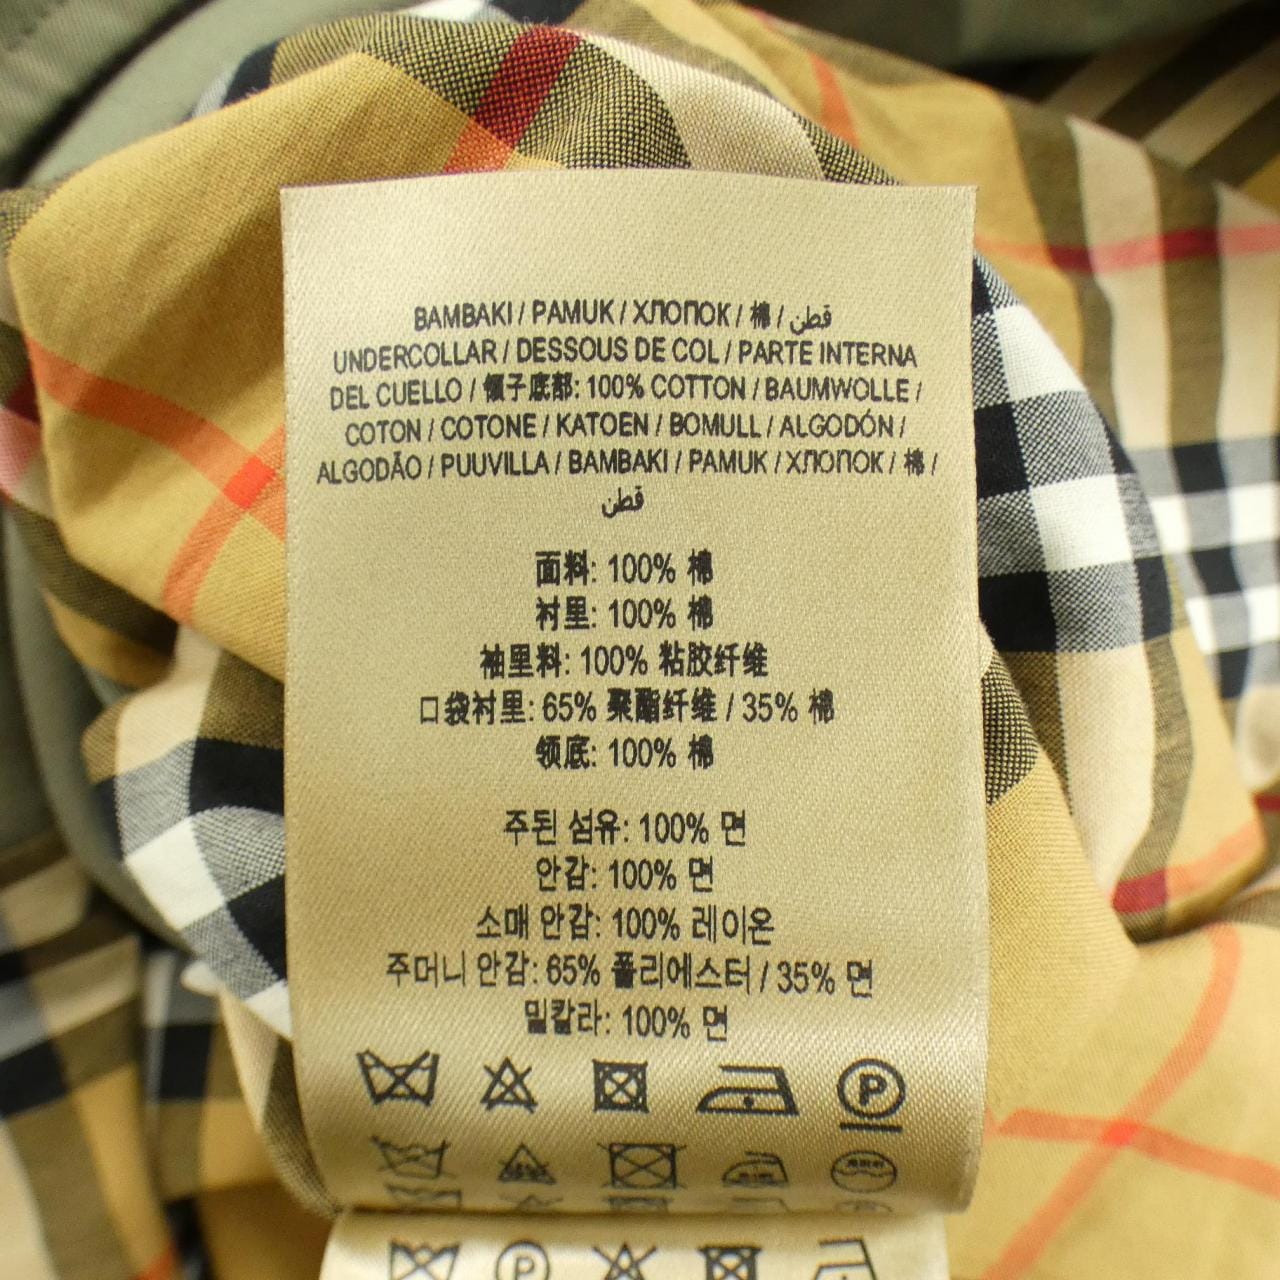 BAMBAKI / PAMUK / ХЛОПОК / 棉 / قطن
UNDERCOLLAR / DESSOUS DE COL / PARTE INTERNA
DEL CUELLO / 领子底部: 100% COTTON / BAUMWOLLE /
COTON / COTONE / KATOEN / BOMULL / ALGODÓN /
ALGODÃO / PUUVILLA / BAMBAKI / PAMUK / ХЛОПОК / 棉 /
قطن
面料: 100% 棉
衬里: 100% 棉
袖里料: 100% 粘胶纤维
口袋衬里: 65% 聚酯纤维 / 35% 棉
领底: 100% 棉
주된 섬유: 100% 면
안감: 100% 면
소매 안감: 100% 레이온
주머니 안감: 65% 폴리에스터 / 35% 면
밑칼라: 100% 면
P
P